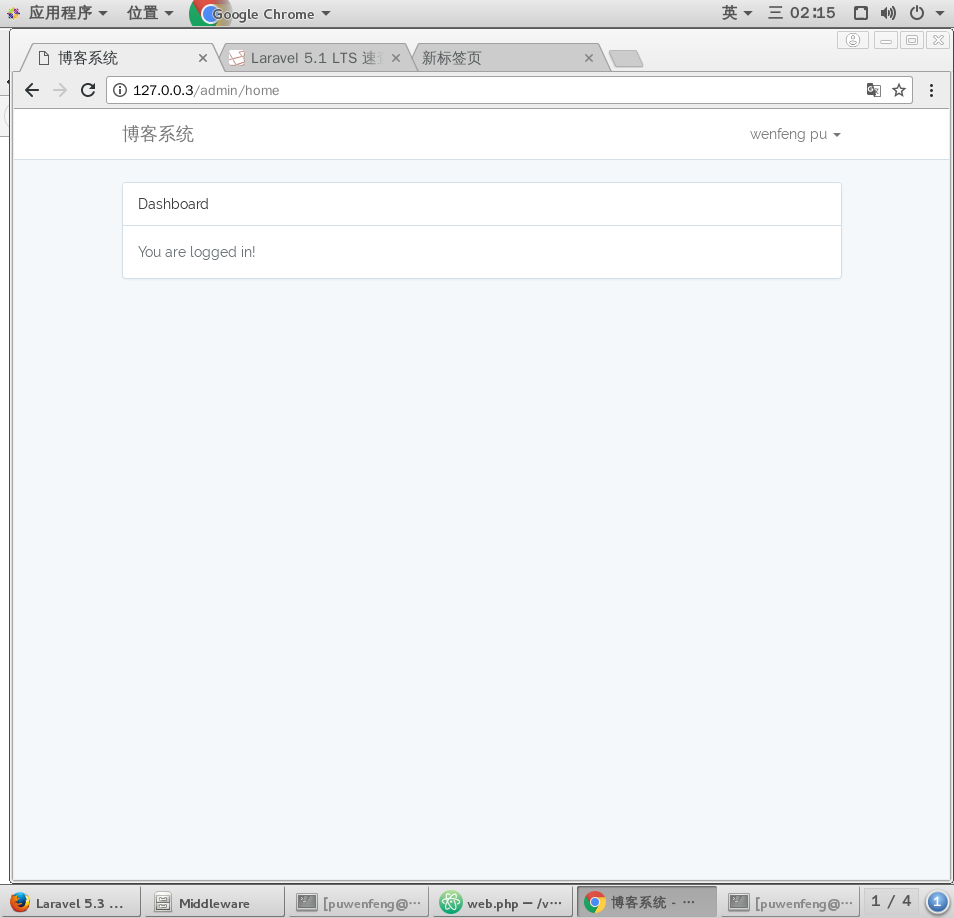 应用程序 位置 Google Chrome 英 三 02:15
博客系统 Laravel 5.1 LTS 速 新标签页
127.0.0.3/admin/home
博客系统 wenfeng pu
Dashboard
You are logged in!
Laravel 5.3 ... Middleware [puwenfeng@··· web.php — /v··· 博客系统 - ··· [puwenfeng@··· 1 / 4 1